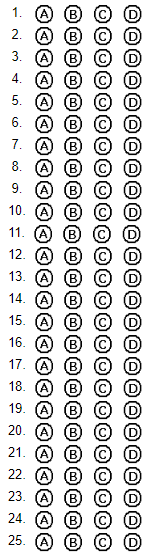 1. A B C D
2. A B C D
3. A B C D
4. A B C D
5. A B C D
6. A B C D
7. A B C D
8. A B C D
9. A B C D
10. A B C D
11. A B C D
12. A B C D
13. A B C D
14. A B C D
15. A B C D
16. A B C D
17. A B C D
18. A B C D
19. A B C D
20. A B C D
21. A B C D
22. A B C D
23. A B C D
24. A B C D
25. A B C D